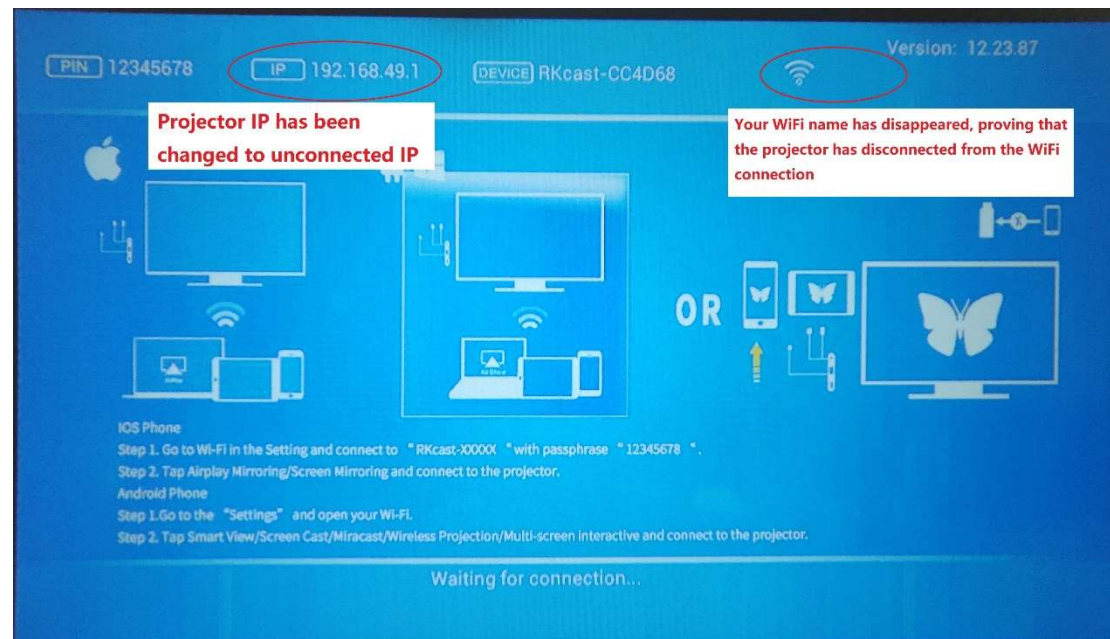 PIN 12345678
IP 192.168.49.1
DEVICE RKcast-CC4D68
Version: 12.23.87
Projector IP has been
changed to unconnected IP
Your WiFi name has disappeared, proving that
the projector has disconnected from the WiFi
connection
X
OR
AirPlay
IOS Phone
Step 1. Go to Wi-Fi in the Setting and connect to “RKcast-XXXXX “with passphrase “12345678 “.
Step 2. Tap Airplay Mirroring/Screen Mirroring and connect to the projector.
Android Phone
Step 1.Go to the “Settings” and open your Wi-Fi.
Step 2. Tap Smart View/Screen Cast/Miracast/Wireless Projection/Multi-screen interactive and connect to the projector.
Waiting for connection...